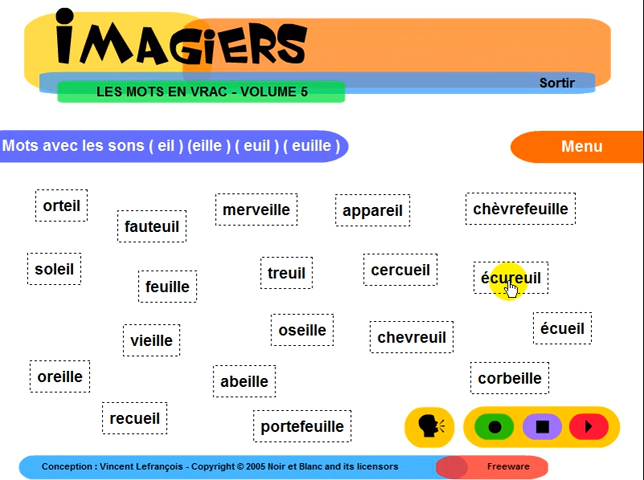 iMAGiERS
LES MOTS EN VRAC - VOLUME 5
Sortir
Mots avec les sons ( eil ) (eille ) ( euil ) ( euille )
Menu
orteil
fauteuil
merveille
appareil
chèvrefeuille
soleil
feuille
treuil
cercueil
écureuil
vieille
oseille
chevreuil
écueil
oreille
abeille
corbeille
recueil
portefeuille
Conception : Vincent Lefrançois - Copyright © 2005 Noir et Blanc and its licensors
Freeware